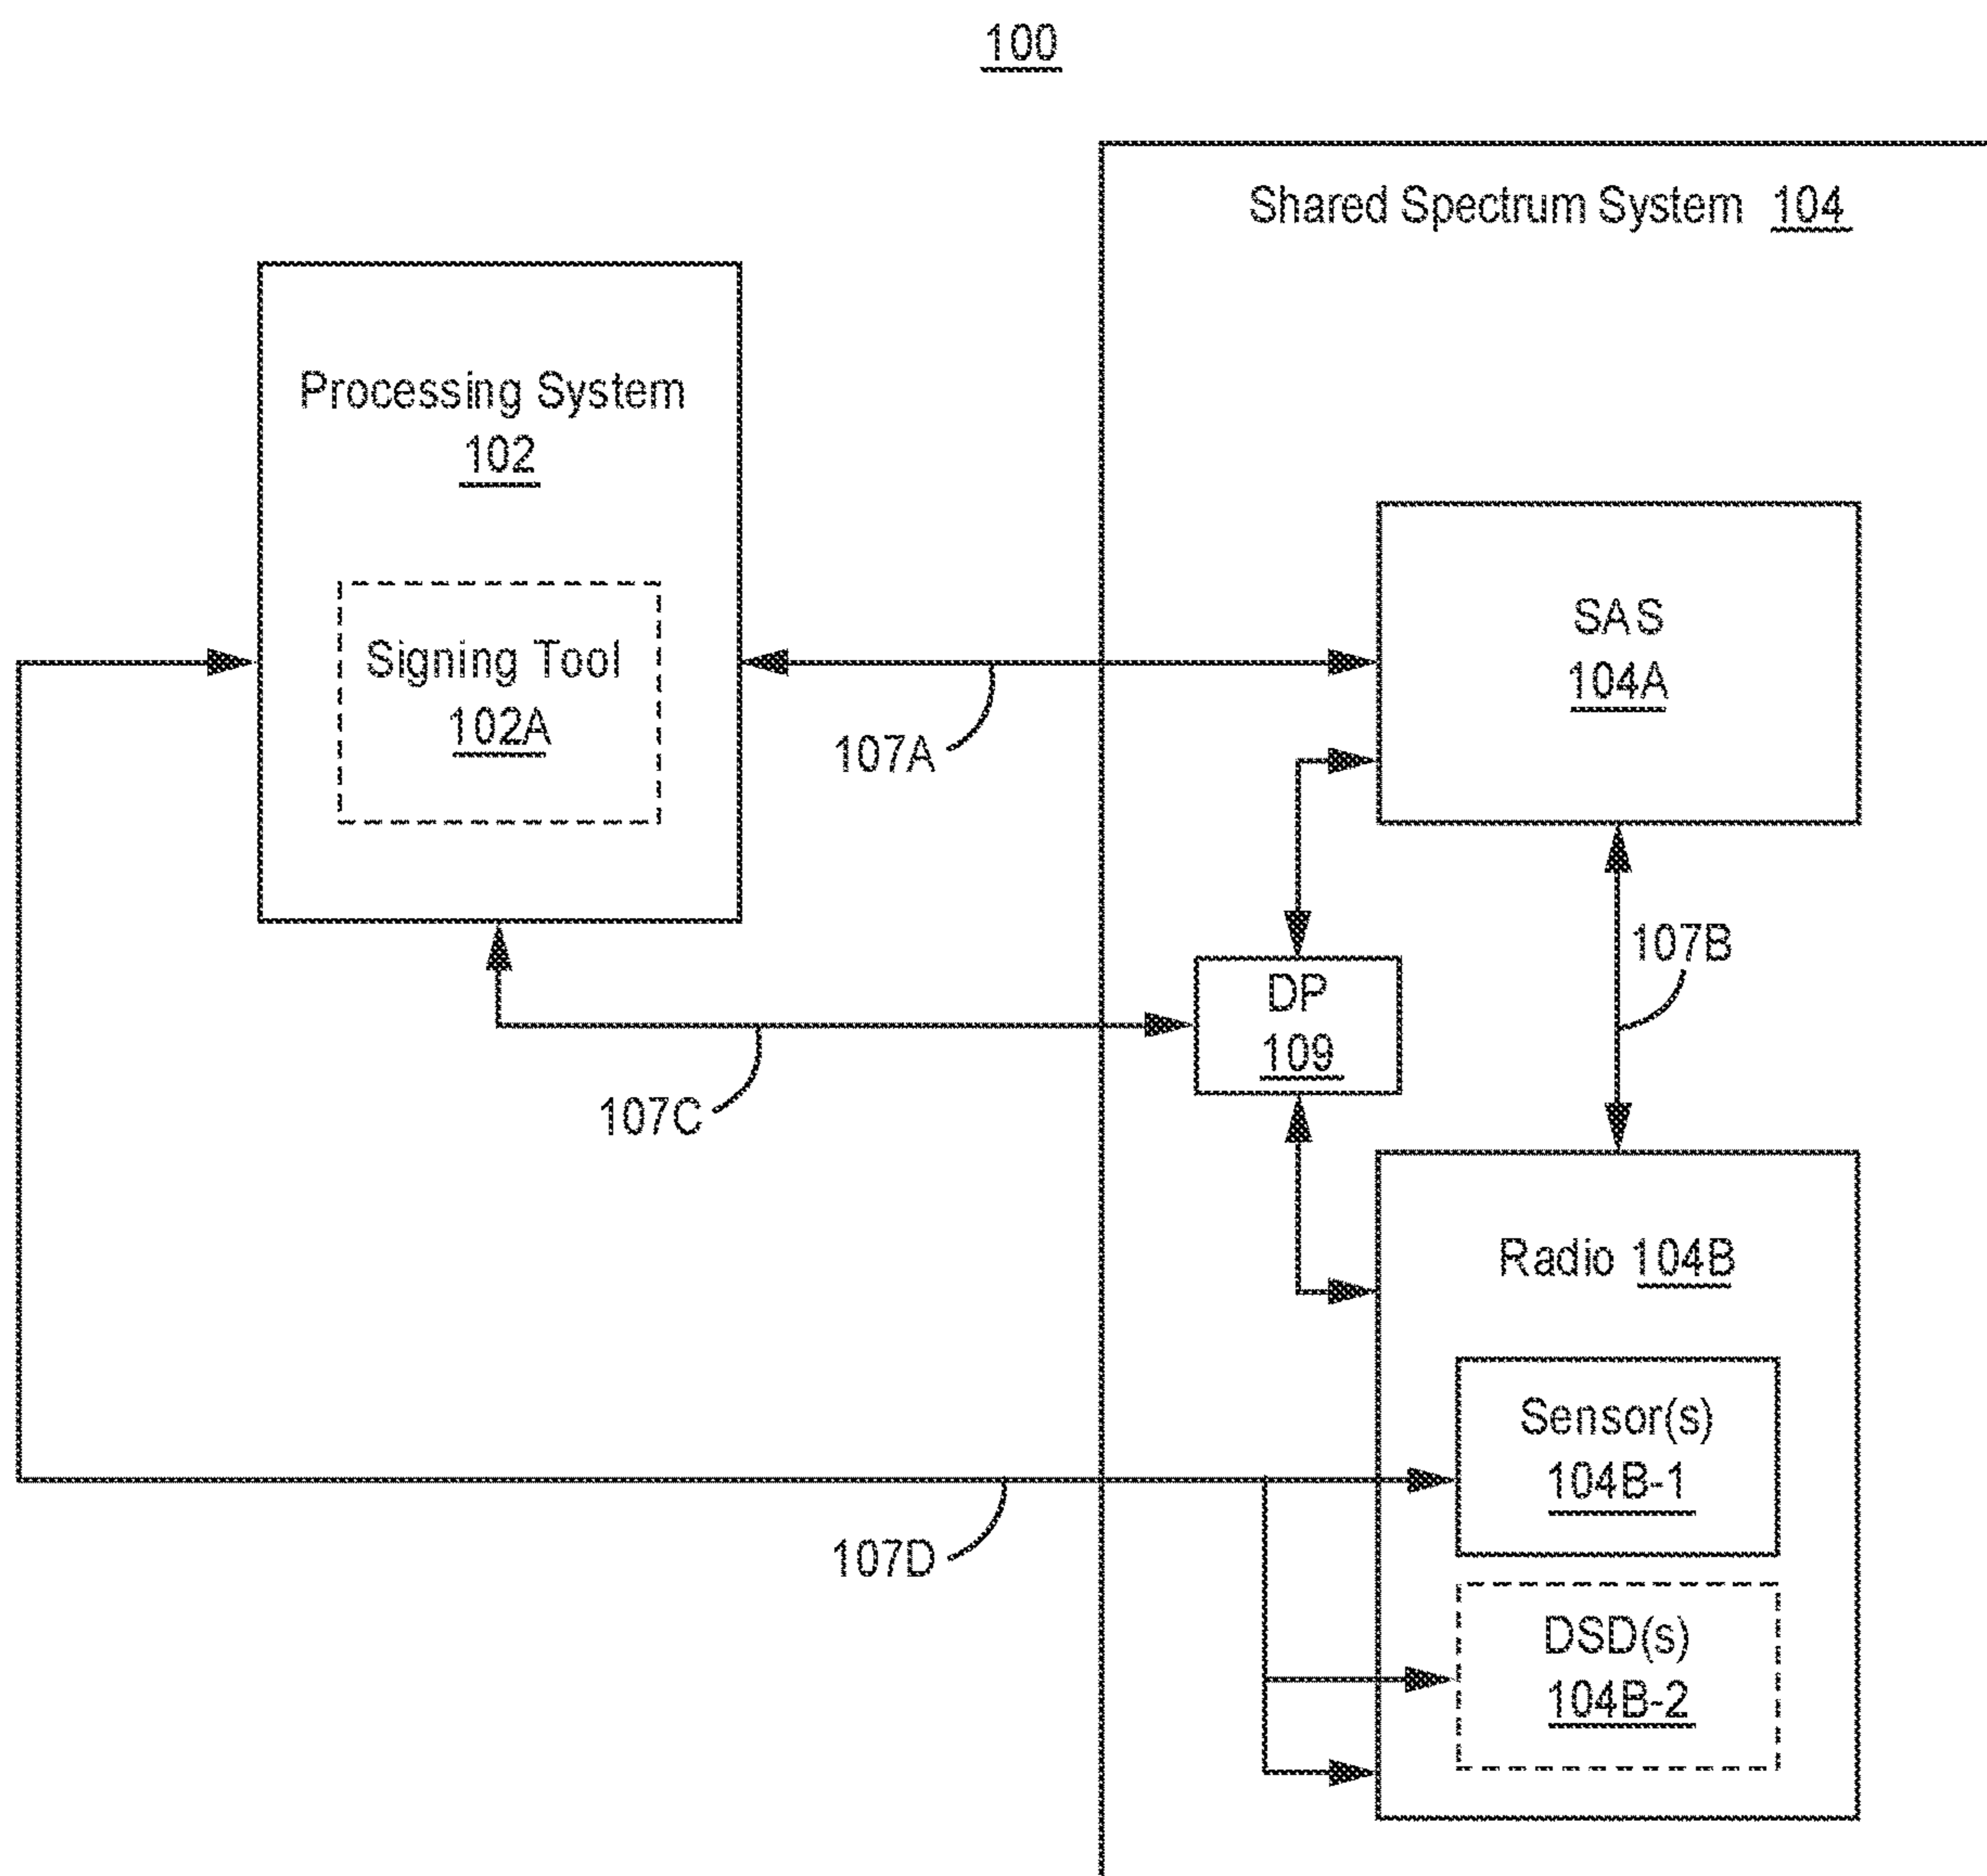 100
Shared Spectrum System 104
Processing System
102
Signing Tool
102A
SAS
104A
107A
107B
DP
109
107C
Radio 104B
Sensor(s)
104B-1
107D
DSD(s)
104B-2